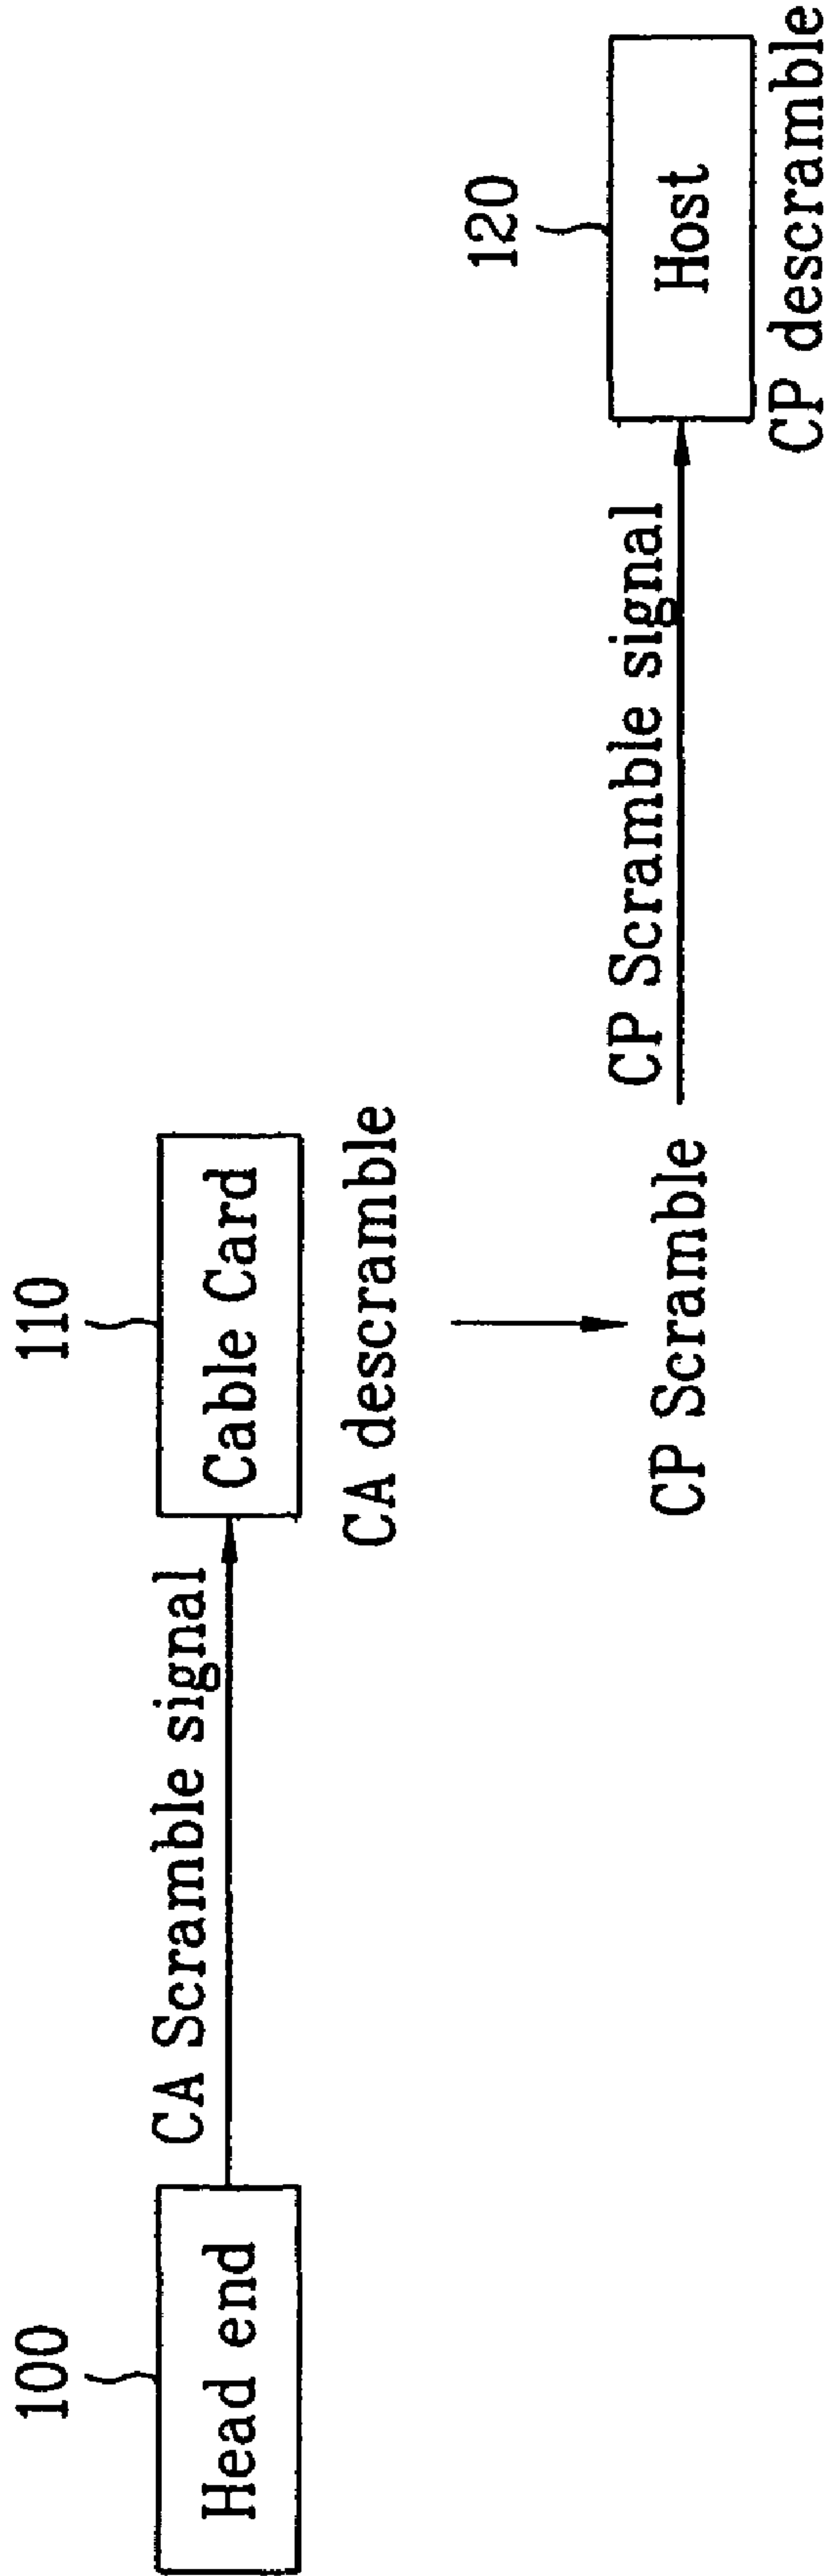 100
Head end
CA Scramble signal
110
Cable Card
CA descramble
CP Scramble
CP Scramble signal
120
Host
CP descramble